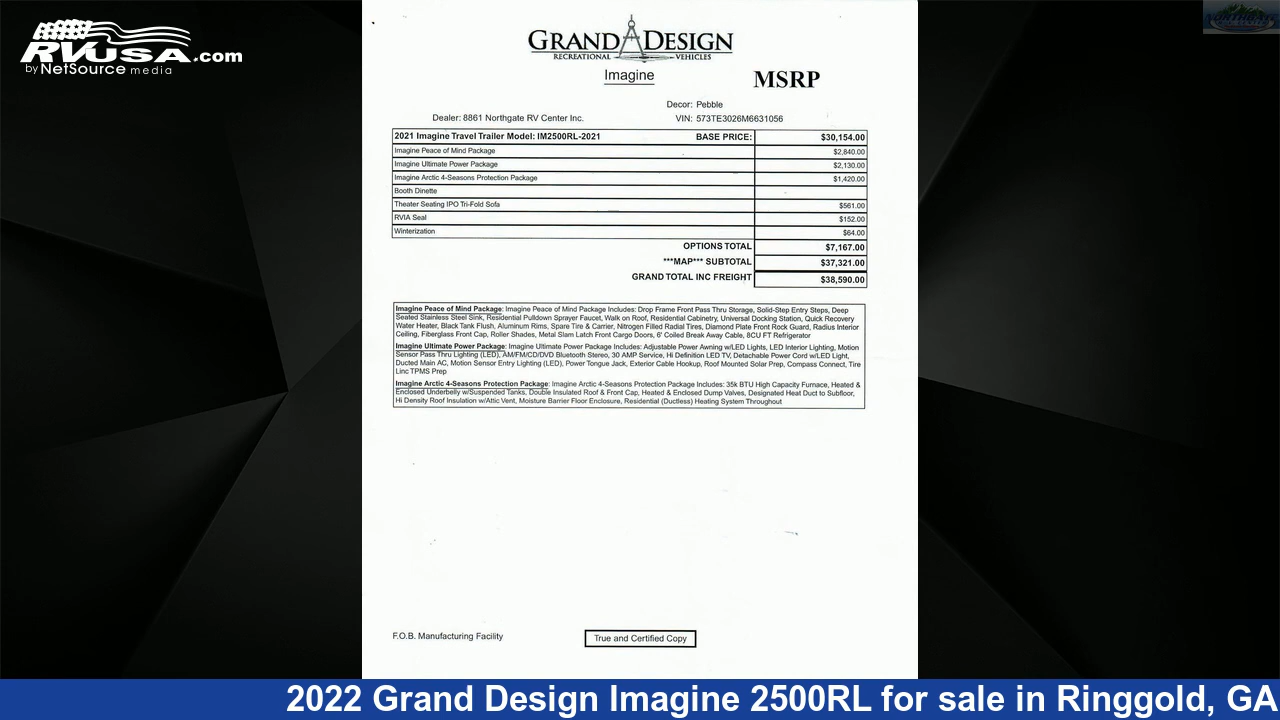 RVUSA.com
by NetSource media
GRAND DESIGN
RECREATIONAL VEHICLES
Imagine
MSRP
Decor: Pebble
Dealer: 8861 Northgate RV Center Inc.
VIN: 573TE3026M6631056
2021 Imagine Travel Trailer Model: IM2500RL-2021 BASE PRICE: $30,154.00
Imagine Peace of Mind Package $2,840.00
Imagine Ultimate Power Package $2,130.00
Imagine Arctic 4-Seasons Protection Package $1,420.00
Booth Dinette
Theater Seating IPO Tri-Fold Sofa $561.00
RVIA Seal $152.00
Winterization $64.00
OPTIONS TOTAL $7,167.00
***MAP*** SUBTOTAL $37,321.00
GRAND TOTAL INC FREIGHT $38,590.00
Imagine Peace of Mind Package: Imagine Peace of Mind Package Includes: Drop Frame Front Pass Thru Storage, Solid-Step Entry Steps, Deep
Seated Stainless Steel Sink, Residential Pulldown Sprayer Faucet, Walk on Roof, Residential Cabinetry, Universal Docking Station, Quick Recovery
Water Heater, Black Tank Flush, Aluminum Rims, Spare Tire & Carrier, Nitrogen Filled Radial Tires, Diamond Plate Front Rock Guard, Radius Interior
Ceiling, Fiberglass Front Cap, Roller Shades, Metal Slam Latch Front Cargo Doors, 6' Coiled Break Away Cable, 8CU FT Refrigerator
Imagine Ultimate Power Package: Imagine Ultimate Power Package Includes: Adjustable Power Awning w/LED Lights, LED Interior Lighting, Motion
Sensor Pass Thru Lighting (LED), AM/FM/CD/DVD Bluetooth Stereo, 30 AMP Service, Hi Definition LED TV, Detachable Power Cord w/LED Light,
Ducted Main AC, Motion Sensor Entry Lighting (LED), Power Tongue Jack, Exterior Cable Hookup, Roof Mounted Solar Prep, Compass Connect, Tire
Linc TPMS Prep
Imagine Arctic 4-Seasons Protection Package: Imagine Arctic 4-Seasons Protection Package Includes: 35k BTU High Capacity Furnace, Heated &
Enclosed Underbelly w/Suspended Tanks, Double Insulated Roof & Front Cap, Heated & Enclosed Dump Valves, Designated Heat Duct to Subfloor,
Hi Density Roof Insulation w/Attic Vent, Moisture Barrier Floor Enclosure, Residential (Ductless) Heating System Throughout
F.O.B. Manufacturing Facility
True and Certified Copy
2022 Grand Design Imagine 2500RL for sale in Ringgold, GA